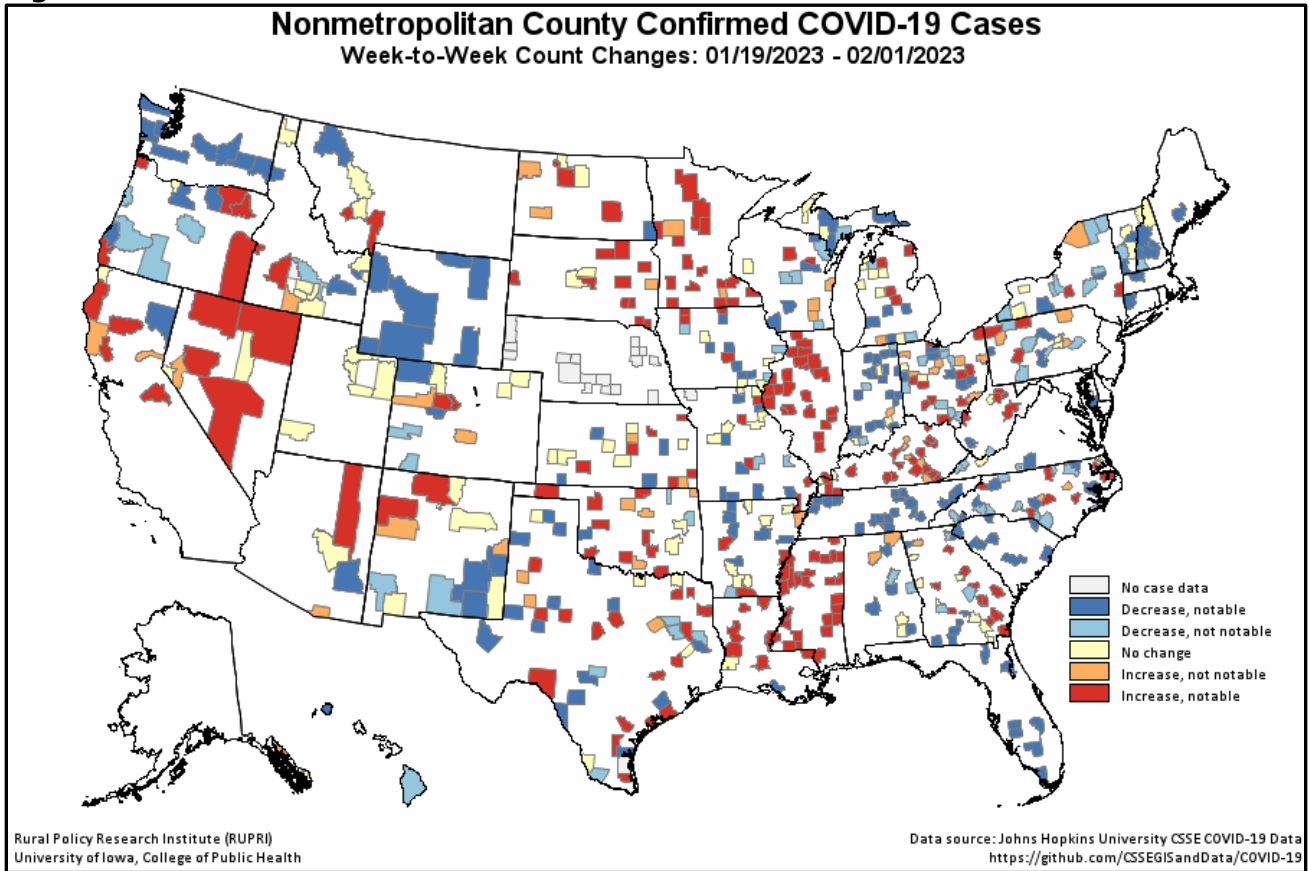 Nonmetropolitan County Confirmed COVID-19 Cases
Week-to-Week Count Changes: 01/19/2023 - 02/01/2023
No case data
Decrease, notable
Decrease, not notable
No change
Increase, not notable
Increase, notable
Rural Policy Research Institute (RUPRI)
University of Iowa, College of Public Health
Data source: Johns Hopkins University CSSE COVID-19 Data
https://github.com/CSSEGISandData/COVID-19